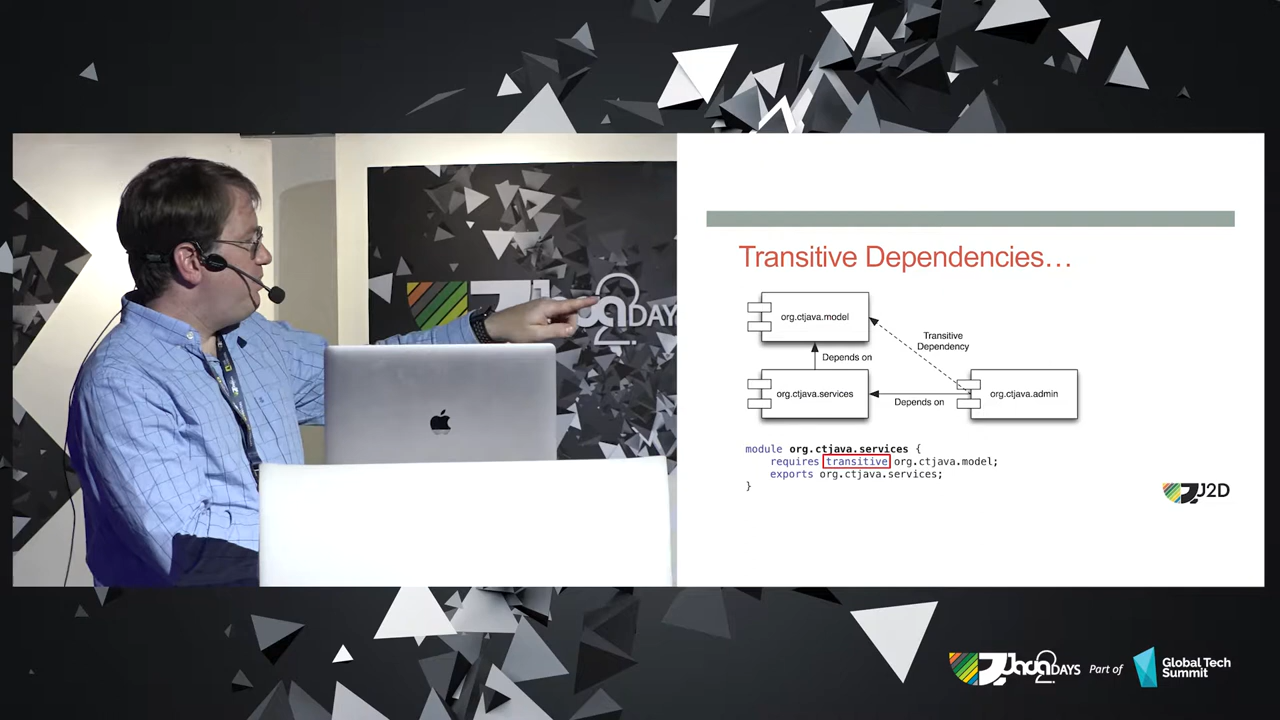 Transitive Dependencies…
org.ctjava.model
Transitive
Dependency
Depends on
org.ctjava.services
Depends on
org.ctjava.admin
module org.ctjava.services {
requires transitive org.ctjava.model;
exports org.ctjava.services;
}
J2D
DAYS
Java2DAYS
Part of
Global Tech
Summit